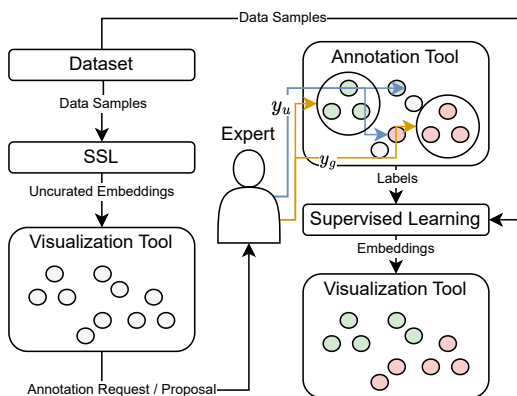 Data Samples
Dataset
Data Samples
SSL
Uncurated Embeddings
Visualization Tool
Annotation Request / Proposal
Expert
y_u
y_g
Annotation Tool
Labels
Supervised Learning
Embeddings
Visualization Tool